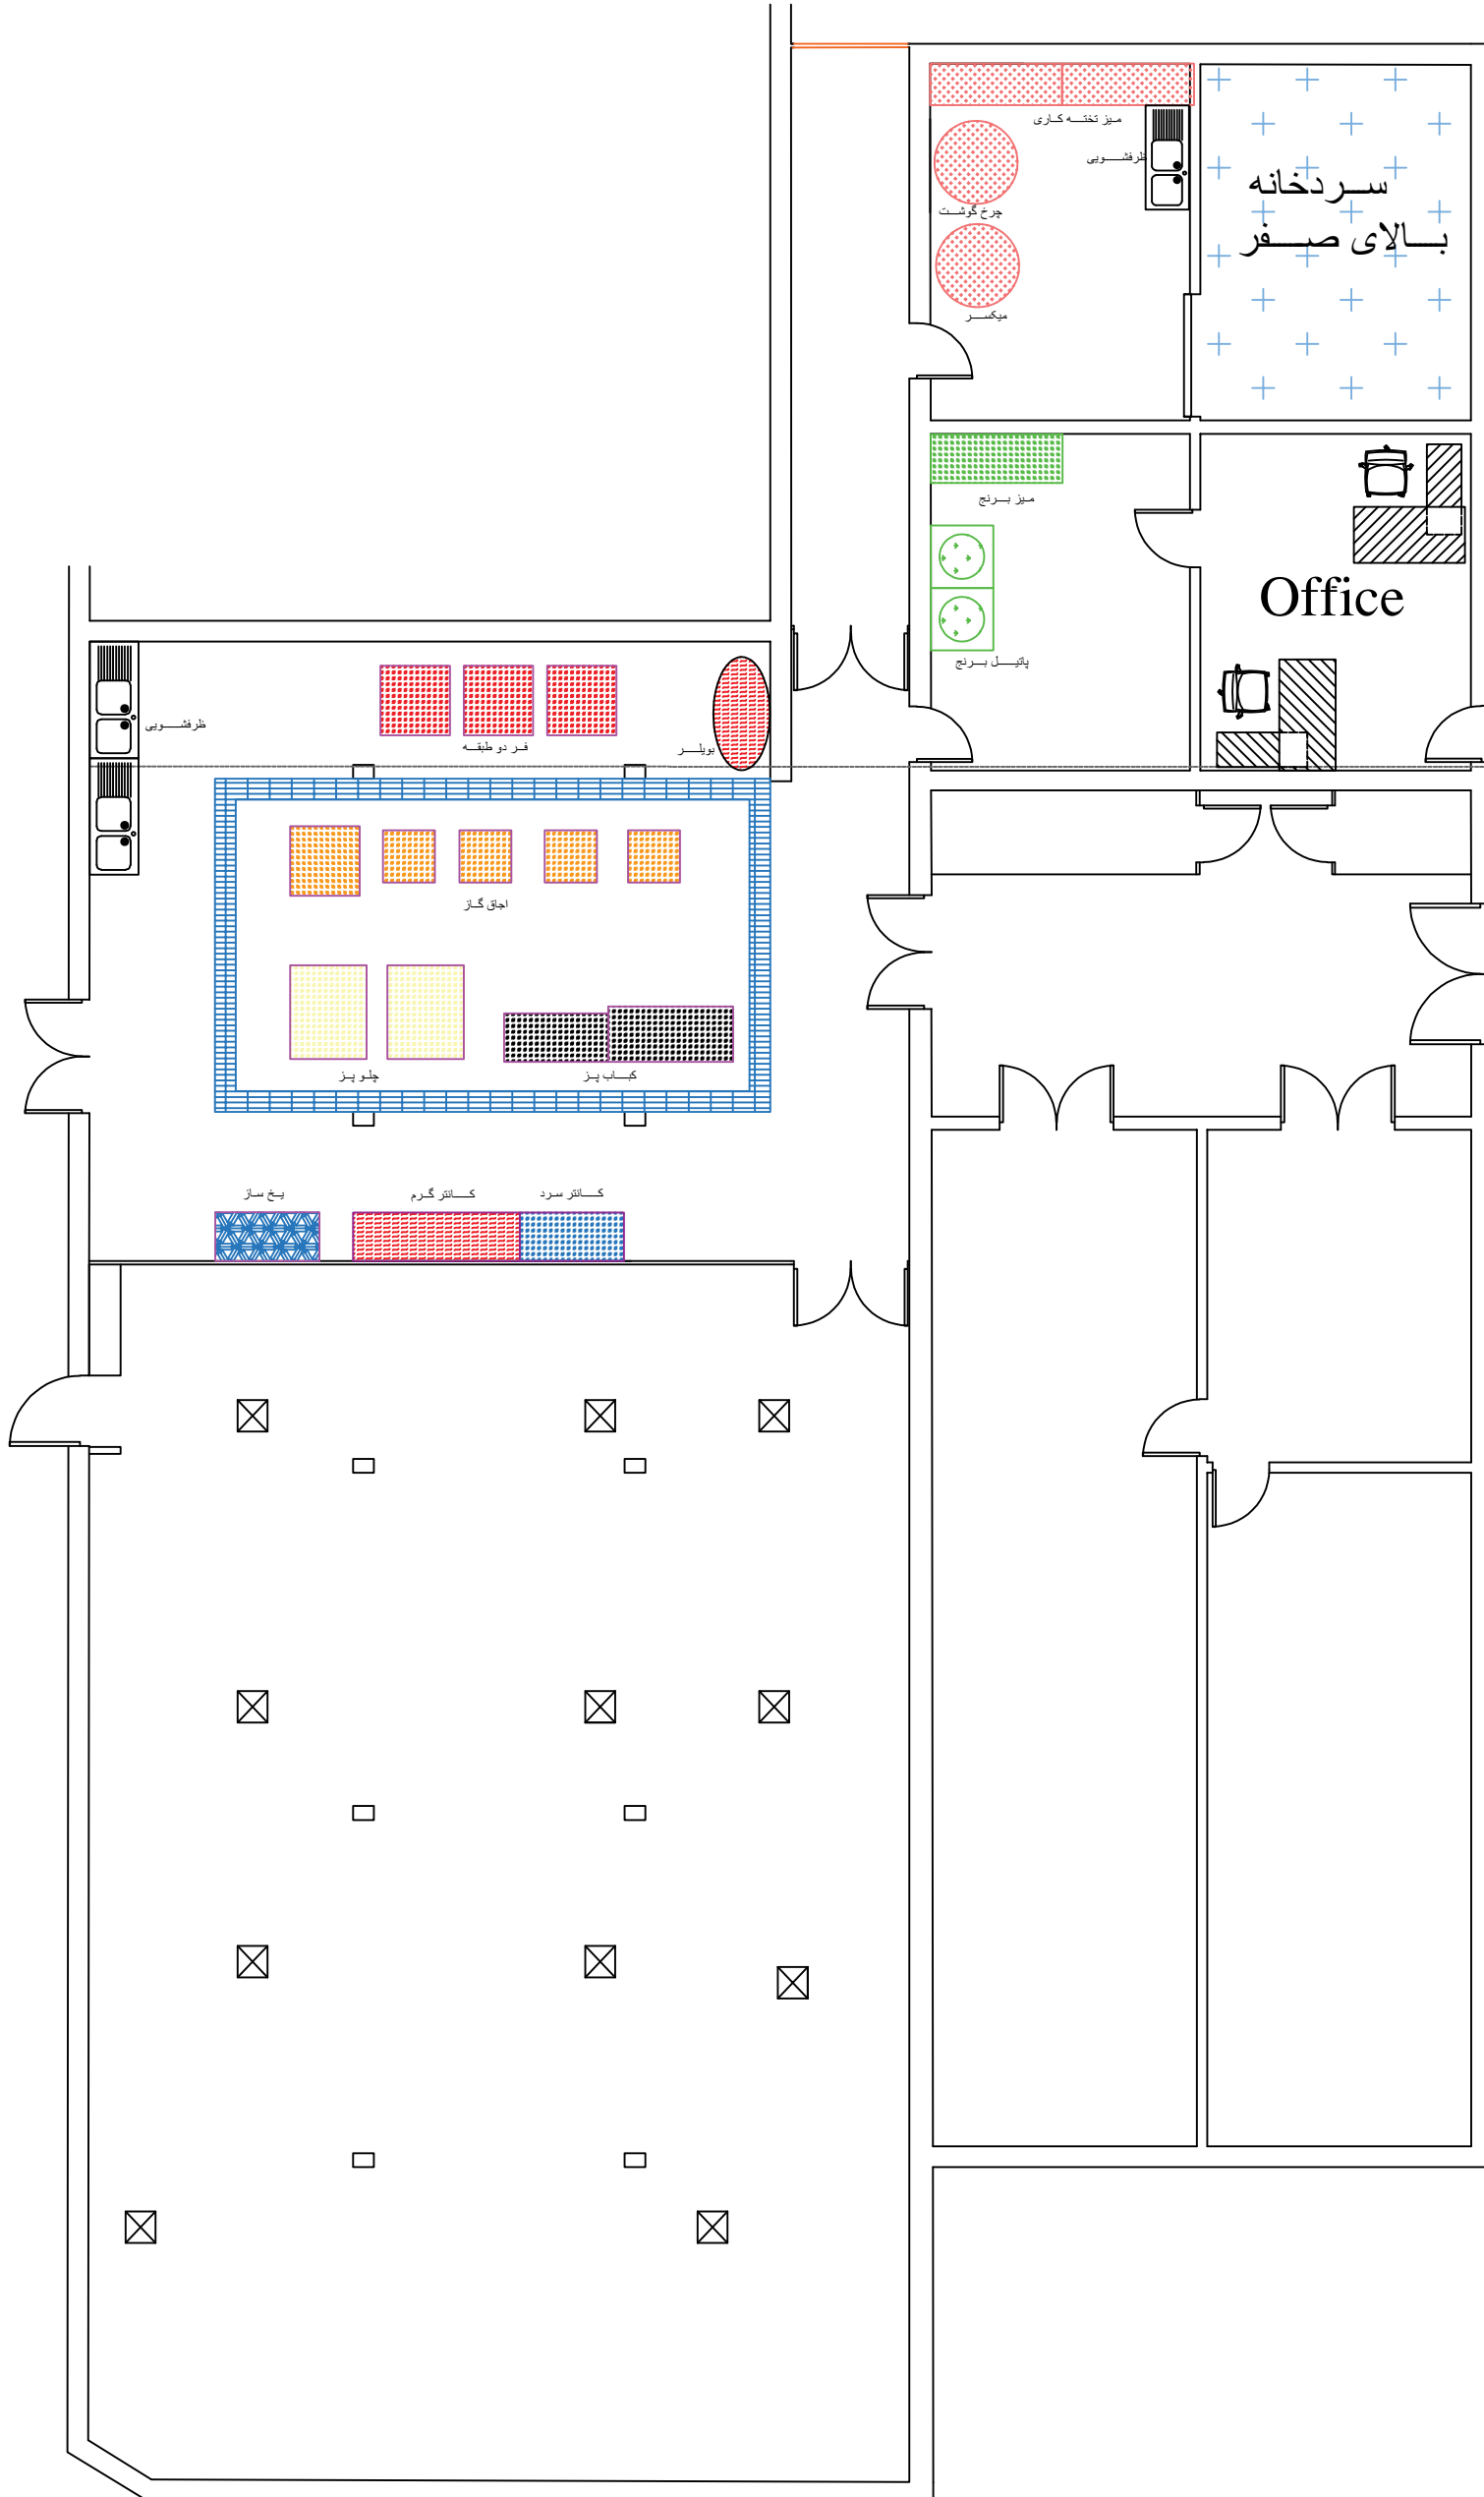 میز تخته کاری
ظرفشویی
سردخانه
بالای صفر
چرخ گوشت
میکسر
میز برنج
Office
پاتیل برنج
ظرفشویی
فر دو طبقه
بویلر
اجاق گاز
چلو پز
کباب پز
یخ ساز
کانتر گرم
کانتر سرد